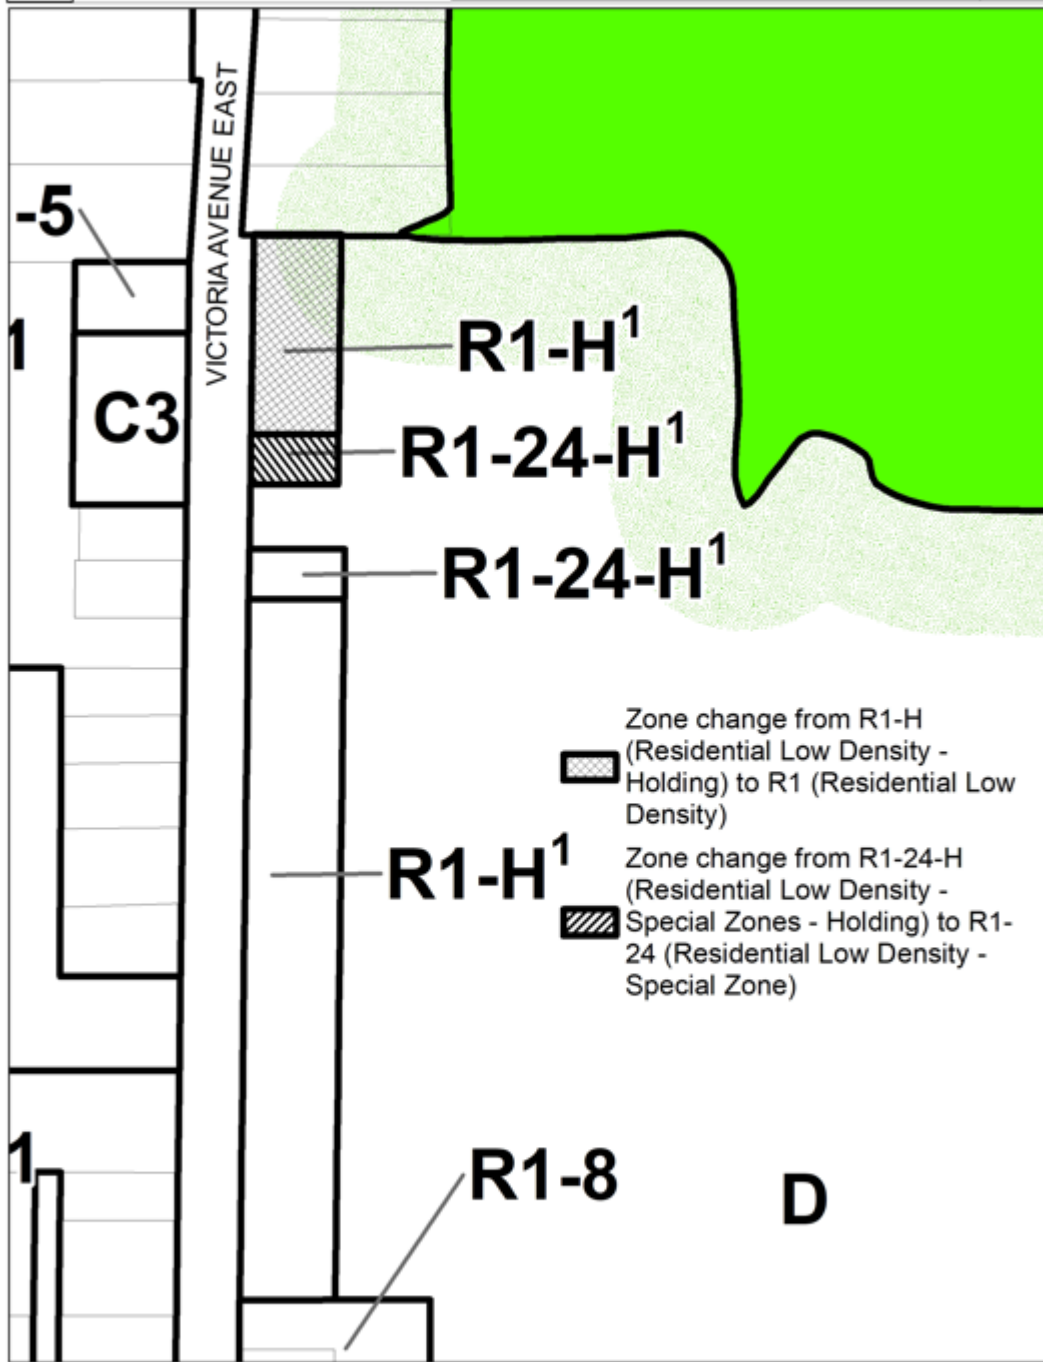 VICTORIA AVENUE EAST
-5
R1-H¹
1
C3
R1-24-H¹
R1-24-H¹
Zone change from R1-H
(Residential Low Density -
Holding) to R1 (Residential Low
Density)
Zone change from R1-24-H
(Residential Low Density -
Special Zones - Holding) to R1-
24 (Residential Low Density -
Special Zone)
R1-H¹
1
R1-8
D